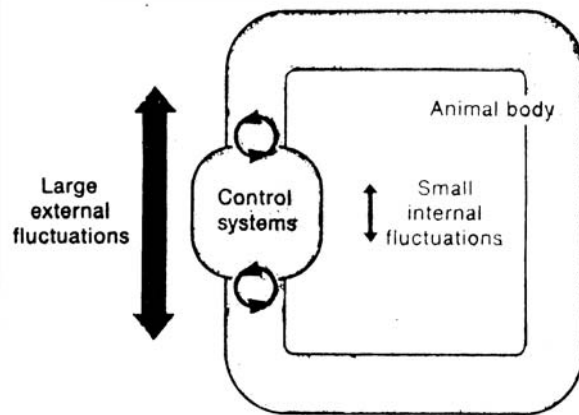 Animal body
Large
external
fluctuations
Control
systems
Small
internal
fluctuations